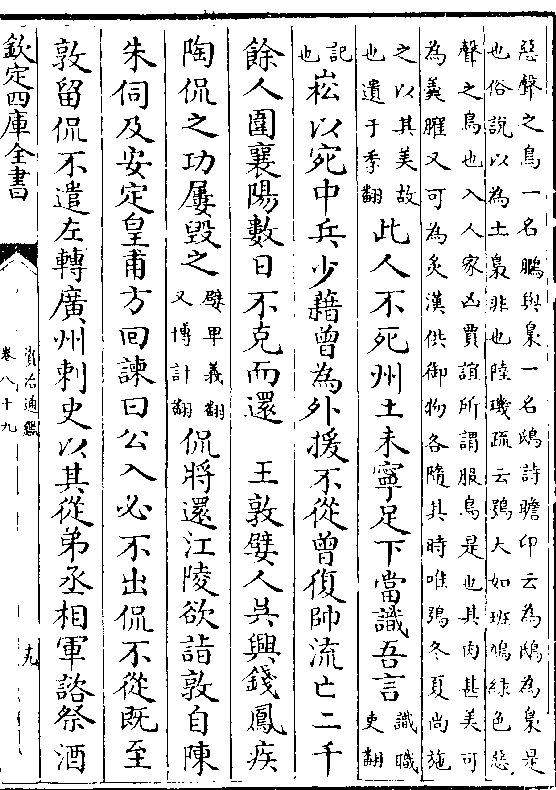 惡聲之鳥一名鵩與梟一名鴟詩瞻卬云為鴟為梟是
也俗說以為土梟非也陸璣疏云鴞大如班鳩綠色惡
聲之鳥也入人家凶賈誼所謂服鳥是也其肉甚美可
為羹臛又可為炙漢供御物各隨其時唯鴞冬夏尚施
之以其美故
也遺于季翻
此人不死州土未寧足下當識吾言
識職
吏翻
記
也
崧以宛中兵少藉曾為外援不從曾復帥流亡二千
餘人圍襄陽數日不克而還　王敦嬖人吳興錢鳳疾
陶侃之功屢毀之
嬖卑義翻
又博計翻
侃將還江陵欲詣敦自陳
朱伺及安定皇甫方回諫曰公入必不出侃不從既至
敦留侃不遣左轉廣州刺史以其從弟丞相軍諮祭酒
欽定四庫全書
資治通鑑
卷八十九
十九